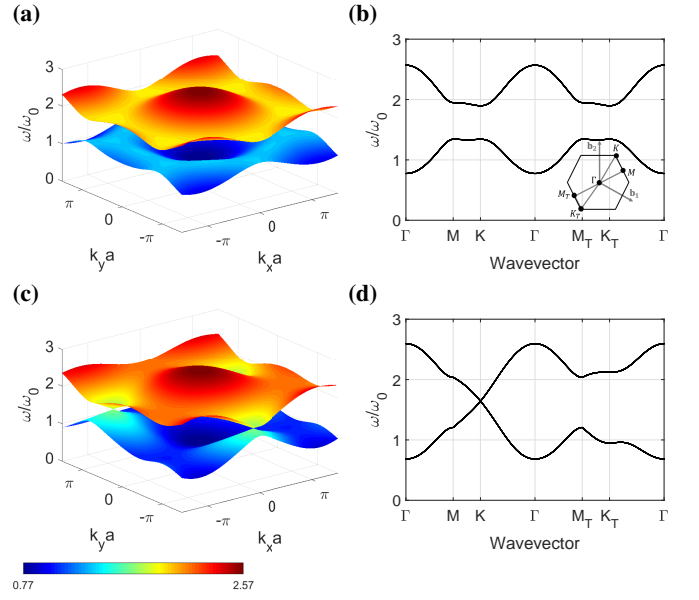 (a)
3
2
1
0
ω/ω0
π
0
-π
-π
0
π
kya
kxa
(b)
3
2
1
0
ω/ω0
b2
K
M
Γ
b1
MT
KT
Γ M K Γ MT KT Γ
Wavevector
(c)
3
2
1
0
ω/ω0
π
0
-π
-π
0
π
kya
kxa
0.77 2.57
(d)
3
2
1
0
ω/ω0
Γ M K Γ MT KT Γ
Wavevector